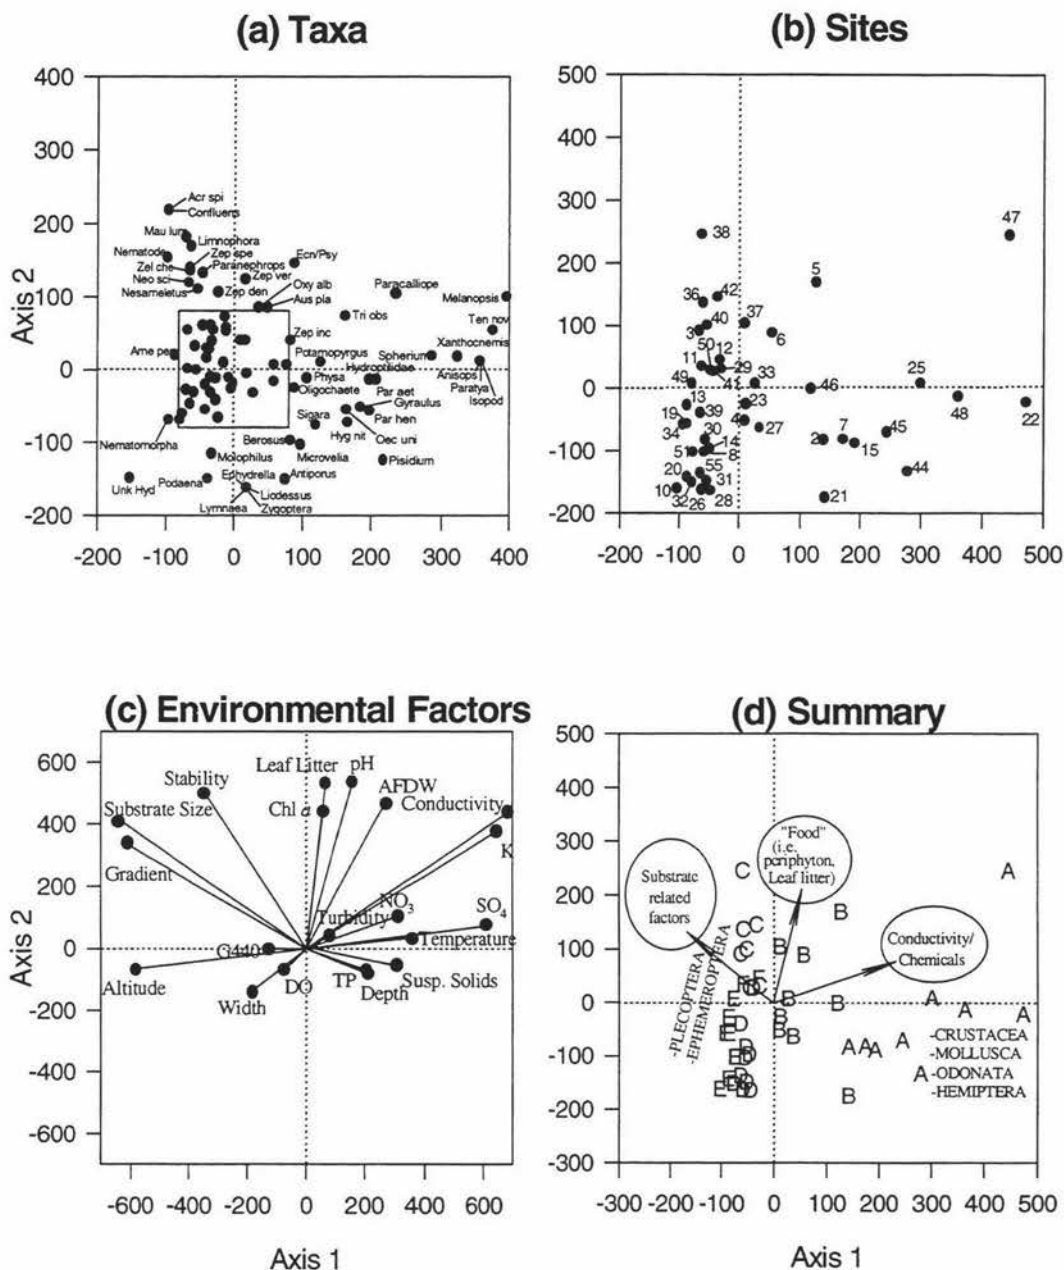 (a) Taxa
(b) Sites
400
300
200
100
0
-100
-200
Axis 2
-200 -100 0 100 200 300 400
Acr spi
Confluens
Mau lum
Limnophora
Nematode
Zep spe
Zel che
Paranephrops
Neo sci
Zep ver
Nesameletus
Zep den
Ecn/Psy
Oxy alb
Aus pla
Paracalliope
Melanopsis
Tri obs
Ten nov
Zep inc
Xanthocnemis
Potamopyrgus
Spherium
Hydroptilidae
Physa
Anisops
Paratya
Isopod
Oligochaete
Par aet
Gyraulus
Sigara
Par hen
Oec uni
Hyg nit
Berosus
Microvelia
Pisidium
Nematomorpha
Molophilus
Unk Hyd
Podaena
Ephydrella
Antiporus
Liodessus
Lymnaea
Zygoptera
500
400
300
200
100
0
-100
-200
-200 -100 0 100 200 300 400 500
38
47
5
36
42
37
40
6
50
12
11
29
33
49
41
46
25
13
23
48
22
19
39
4
27
34
30
2
7
15
45
51
14
8
20
55
31
44
10
32
26
28
21
(c) Environmental Factors
(d) Summary
600
400
200
0
-200
-400
-600
Axis 2
-600 -400 -200 0 200 400 600
Axis 1
Leaf Litter
pH
Stability
AFDW
Substrate Size
Chl a
Conductivity
K
Gradient
NO3
Turbidity
SO4
G440
Temperature
Altitude
DO
TP
Susp. Solids
Width
Depth
500
400
300
200
100
0
-100
-200
-300
-300 -200 -100 0 100 200 300 400 500
Axis 1
"Food"
(i.e.
periphyton,
Leaf litter)
Substrate
related
factors
Conductivity/
Chemicals
-PLECOPTERA
-EPHEMEROPTERA
-CRUSTACEA
-MOLLUSCA
-ODONATA
-HEMIPTERA
A A A A A A A A A
B B B B B B B B
C C C